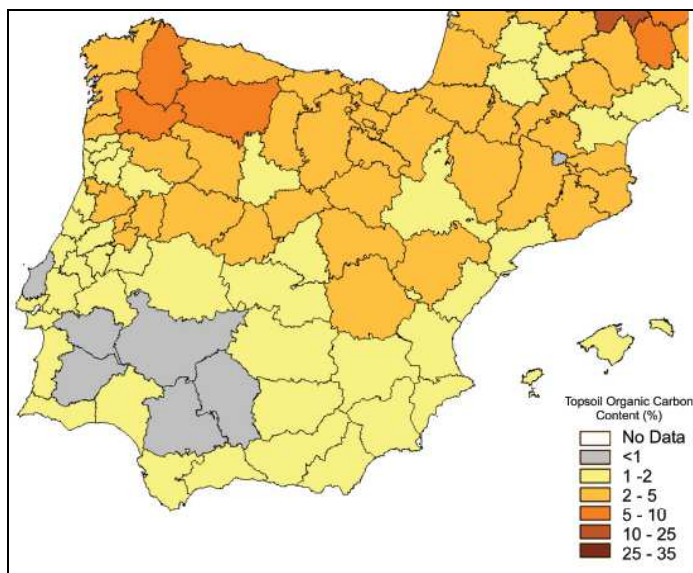 Topsoil Organic Carbon
Content (%)
No Data
<1
1 -2
2 - 5
5 - 10
10 - 25
25 - 35